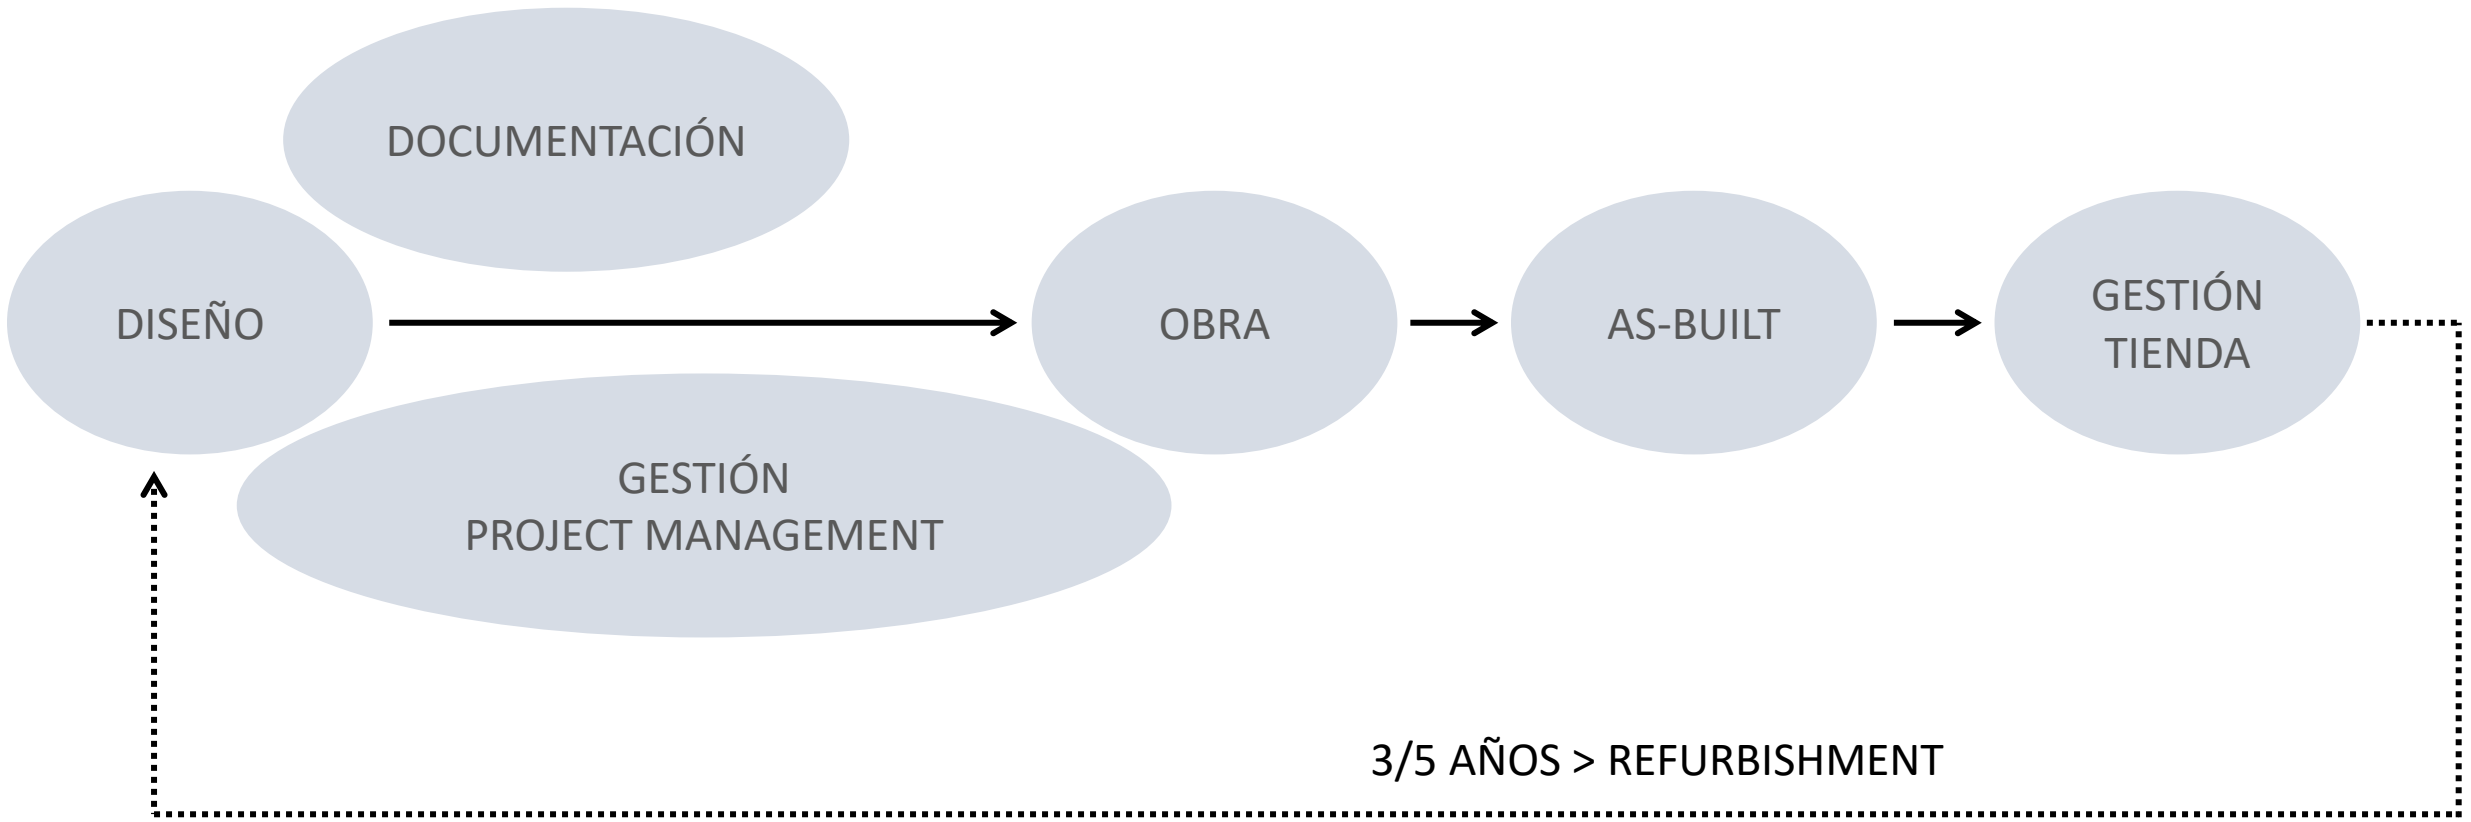 DOCUMENTACIÓN
DISEÑO
OBRA
AS-BUILT
GESTIÓN
TIENDA
GESTIÓN
PROJECT MANAGEMENT
3/5 AÑOS > REFURBISHMENT